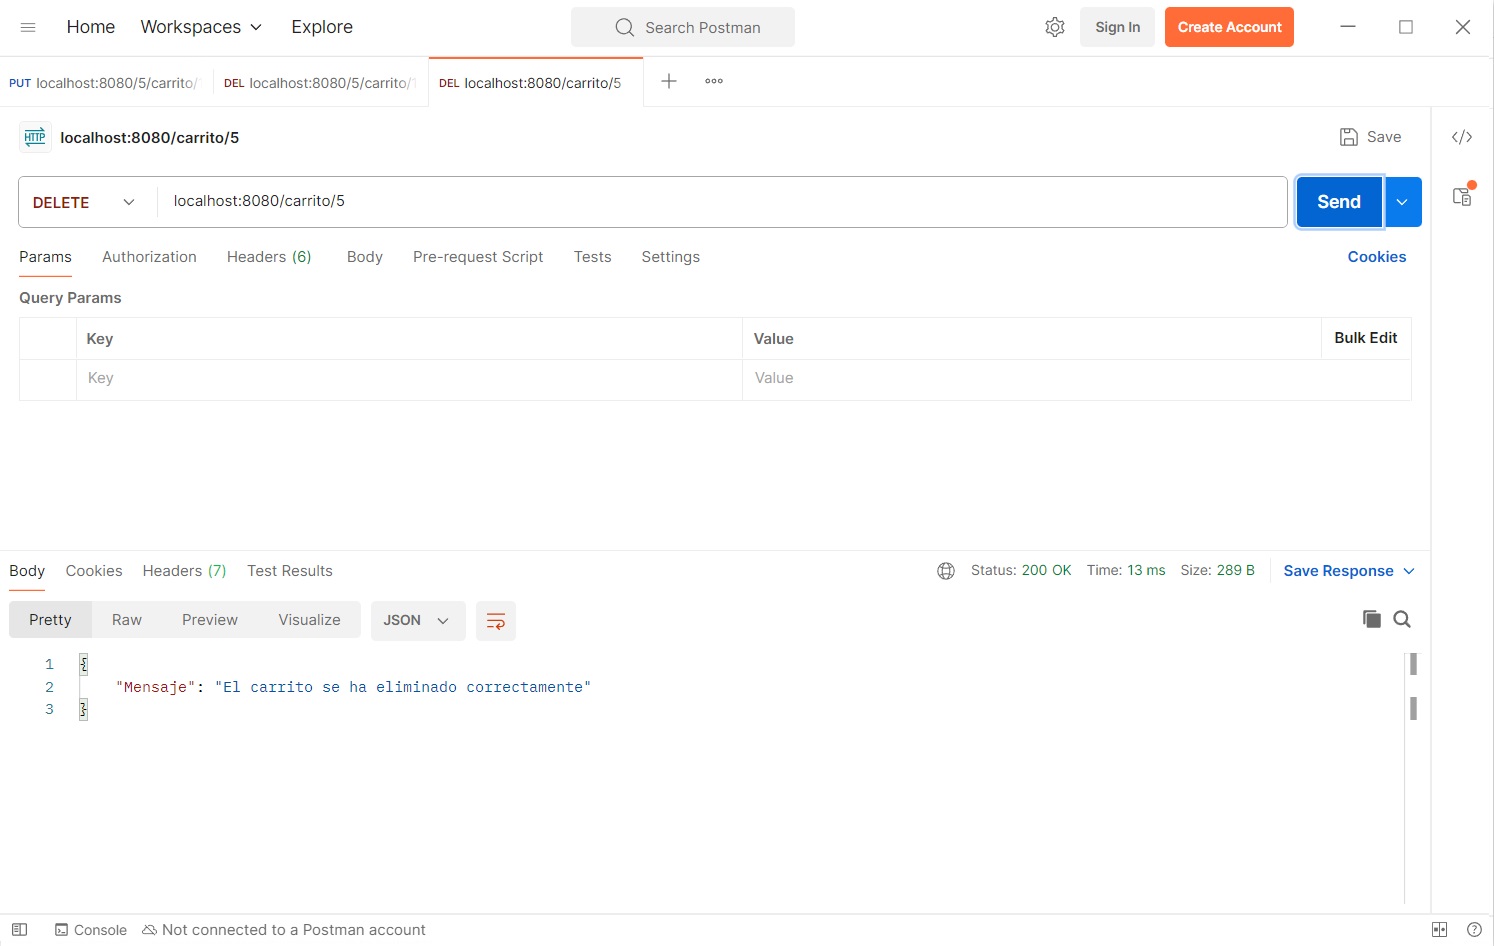 Home Workspaces Explore Search Postman Sign In Create Account
PUT localhost:8080/5/carrito/ DEL localhost:8080/5/carrito/ DEL localhost:8080/carrito/5
HTTP localhost:8080/carrito/5 Save </>
DELETE localhost:8080/carrito/5 Send
Params Authorization Headers (6) Body Pre-request Script Tests Settings Cookies
Query Params
Key Value Bulk Edit
Key Value
Body Cookies Headers (7) Test Results Status: 200 OK Time: 13 ms Size: 289 B Save Response
Pretty Raw Preview Visualize JSON
1 {
2 "Mensaje": "El carrito se ha eliminado correctamente"
3 }
Console Not connected to a Postman account